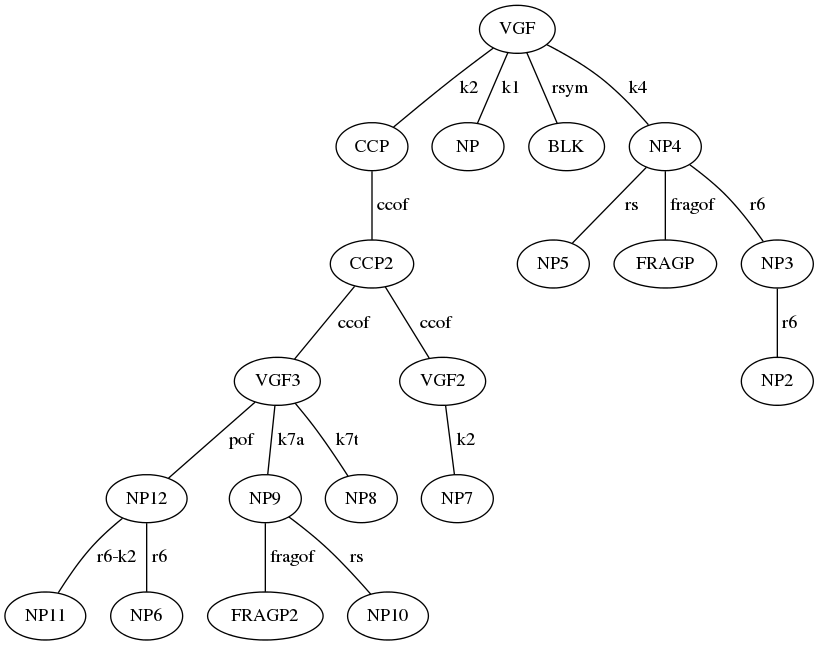 VGF
k2 k1 rsym k4
CCP NP BLK NP4
ccof rs fragof r6
CCP2 NP5 FRAGP NP3
ccof ccof r6
VGF3 VGF2 NP2
pof k7a k7t k2
NP12 NP9 NP8 NP7
r6-k2 r6 fragof rs
NP11 NP6 FRAGP2 NP10